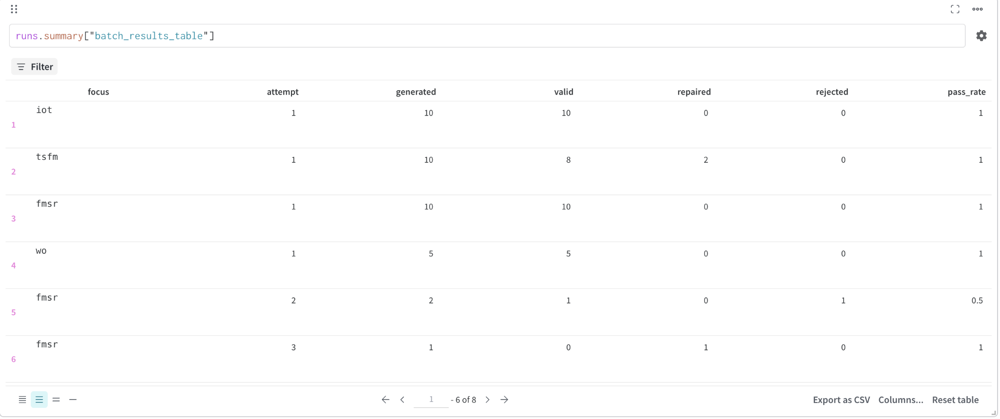 runs.summary["batch_results_table"]
Filter
focus attempt generated valid repaired rejected pass_rate
1 iot 1 10 10 0 0 1
2 tsfm 1 10 8 2 0 1
3 fmsr 1 10 10 0 0 1
4 wo 1 5 5 0 0 1
5 fmsr 2 2 1 0 1 0.5
6 fmsr 3 1 0 1 0 1
1 - 6 of 8 Export as CSV Columns... Reset table